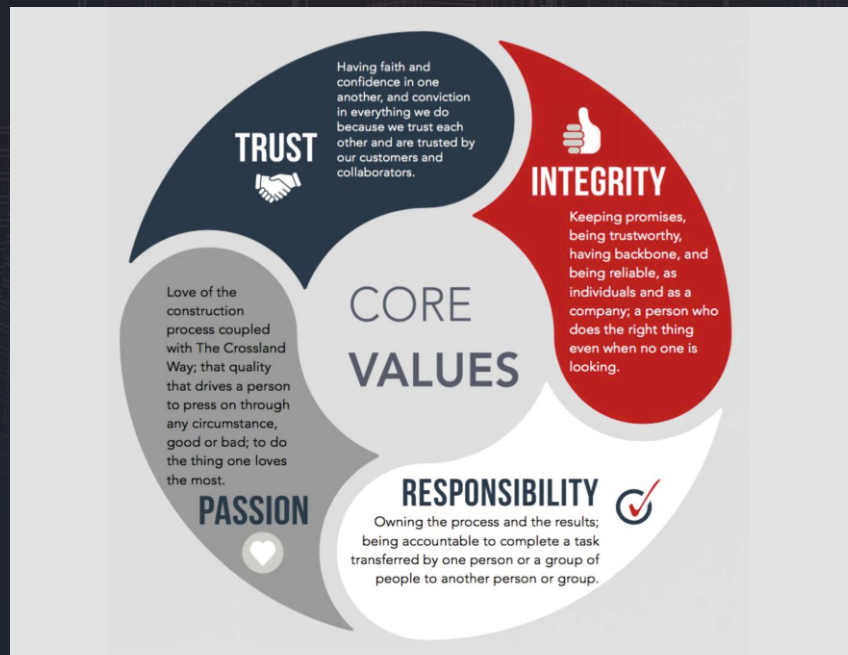 TRUST
Having faith and
confidence in one
another, and conviction
in everything we do
because we trust each
other and are trusted by
our customers and
collaborators.
INTEGRITY
Keeping promises,
being trustworthy,
having backbone, and
being reliable, as
individuals and as a
company; a person who
does the right thing
even when no one is
looking.
CORE
VALUES
Love of the
construction
process coupled
with The Crossland
Way; that quality
that drives a person
to press on through
any circumstance,
good or bad; to do
the thing one loves
the most.
PASSION
RESPONSIBILITY
Owning the process and the results;
being accountable to complete a task
transferred by one person or a group of
people to another person or group.